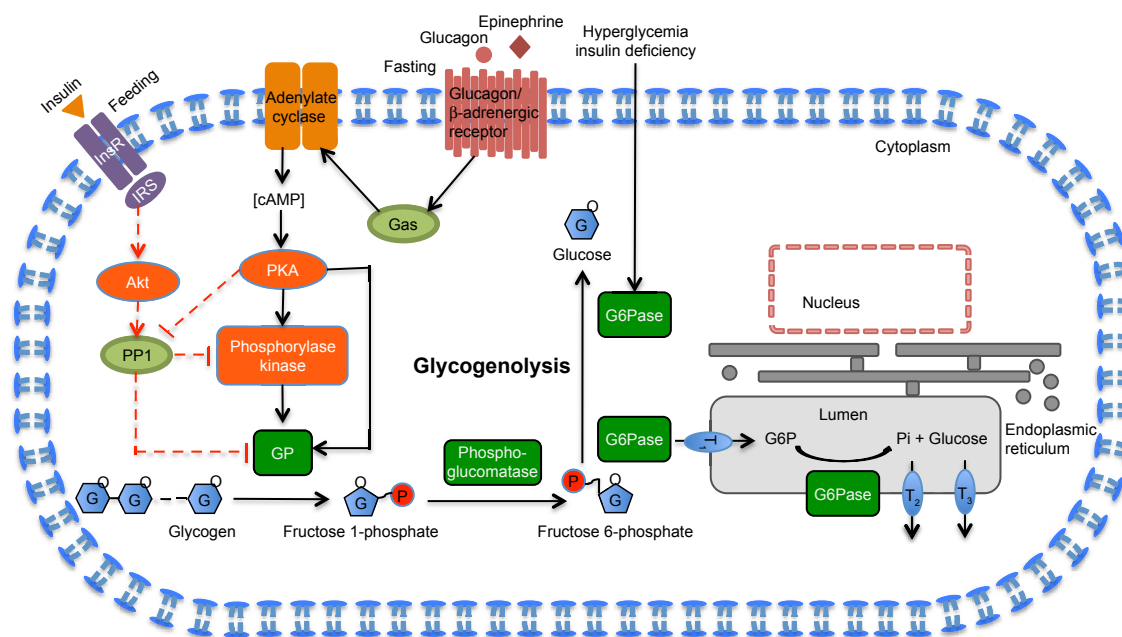 Epinephrine
Glucagon
Hyperglycemia
insulin deficiency
Fasting
Insulin
Feeding
Adenylate
cyclase
Glucagon/
β-adrenergic
receptor
InsR
IRS
Cytoplasm
[cAMP]
Gas
G
Glucose
Akt
PKA
G6Pase
Nucleus
PP1
Phosphorylase
kinase
Glycogenolysis
Lumen
G6Pase
T1
G6P
Pi + Glucose
Endoplasmic
reticulum
GP
Phospho-
glucomatase
G6Pase
T2
T3
G
G
G
G
P
P
G
Glycogen
Fructose 1-phosphate
Fructose 6-phosphate